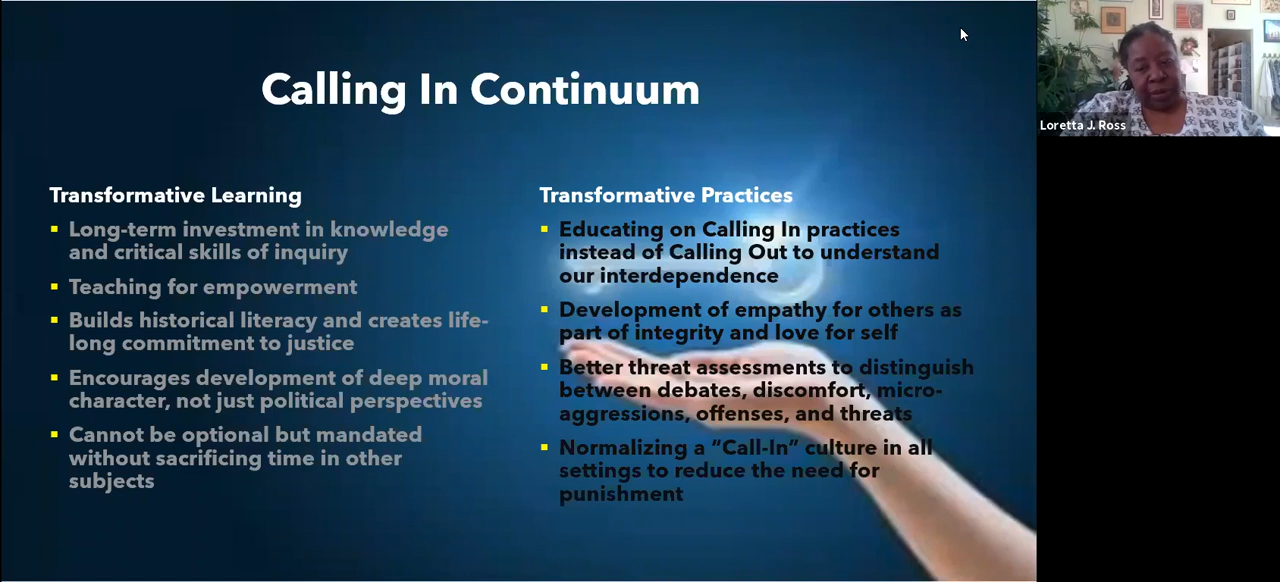 Calling In Continuum
Transformative Learning
▪ Long-term investment in knowledge
and critical skills of inquiry
▪ Teaching for empowerment
▪ Builds historical literacy and creates life-
long commitment to justice
▪ Encourages development of deep moral
character, not just political perspectives
▪ Cannot be optional but mandated
without sacrificing time in other
subjects
Transformative Practices
▪ Educating on Calling In practices
instead of Calling Out to understand
our interdependence
▪ Development of empathy for others as
part of integrity and love for self
▪ Better threat assessments to distinguish
between debates, discomfort, micro-
aggressions, offenses, and threats
▪ Normalizing a “Call-In” culture in all
settings to reduce the need for
punishment
Loretta J. Ross